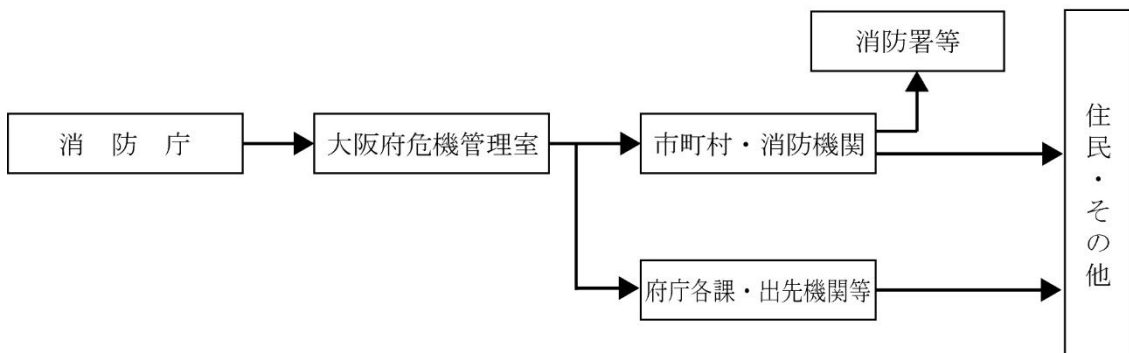 消防署等
消防庁
大阪府危機管理室
市町村・消防機関
府庁各課・出先機関等
住民・その他